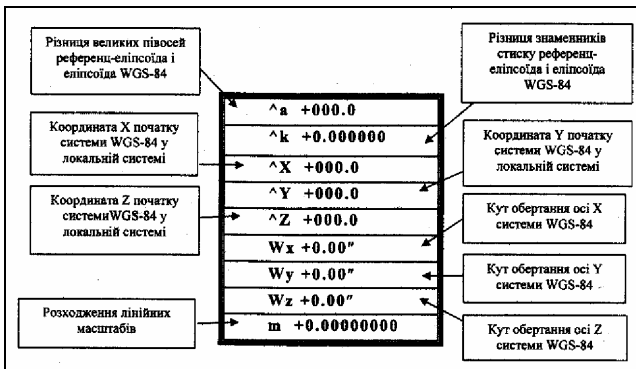 Різниця великих півосей
референц-еліпсоїда і
еліпсоїда WGS-84
Різниця знаменників
стиску референц-
еліпсоїда і еліпсоїда
WGS-84
^a +000.0
^k +0.000000
^X +000.0
^Y +000.0
^Z +000.0
Wx +0.00"
Wy +0.00"
Wz +0.00"
m +0.00000000
Координата X початку
системи WGS-84 у
локальній системі
Координата Y початку
системи WGS-84 у
локальній системі
Координата Z початку
системиWGS-84 у
локальній системі
Кут обертання осі X
системи WGS-84
Кут обертання осі Y
системи WGS-84
Розходження лінійних
масштабів
Кут обертання осі Z
системи WGS-84